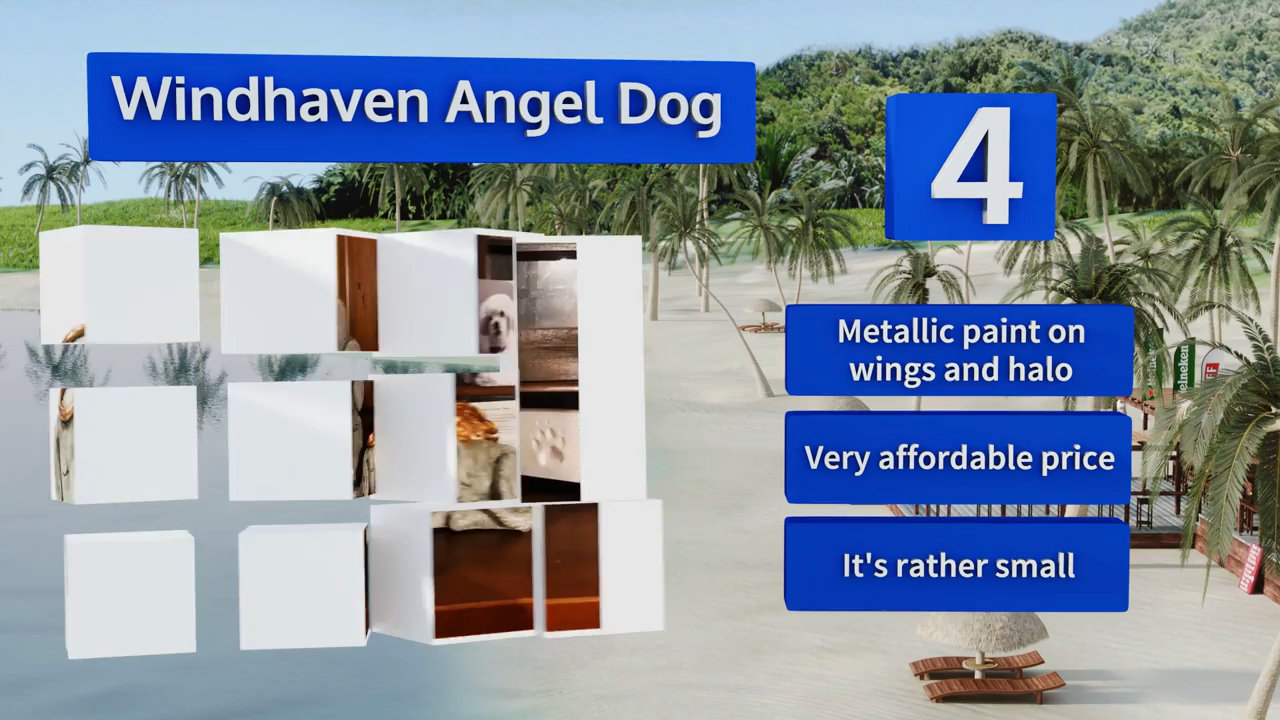 Windhaven Angel Dog
4
Metallic paint on
wings and halo
Very affordable price
It's rather small